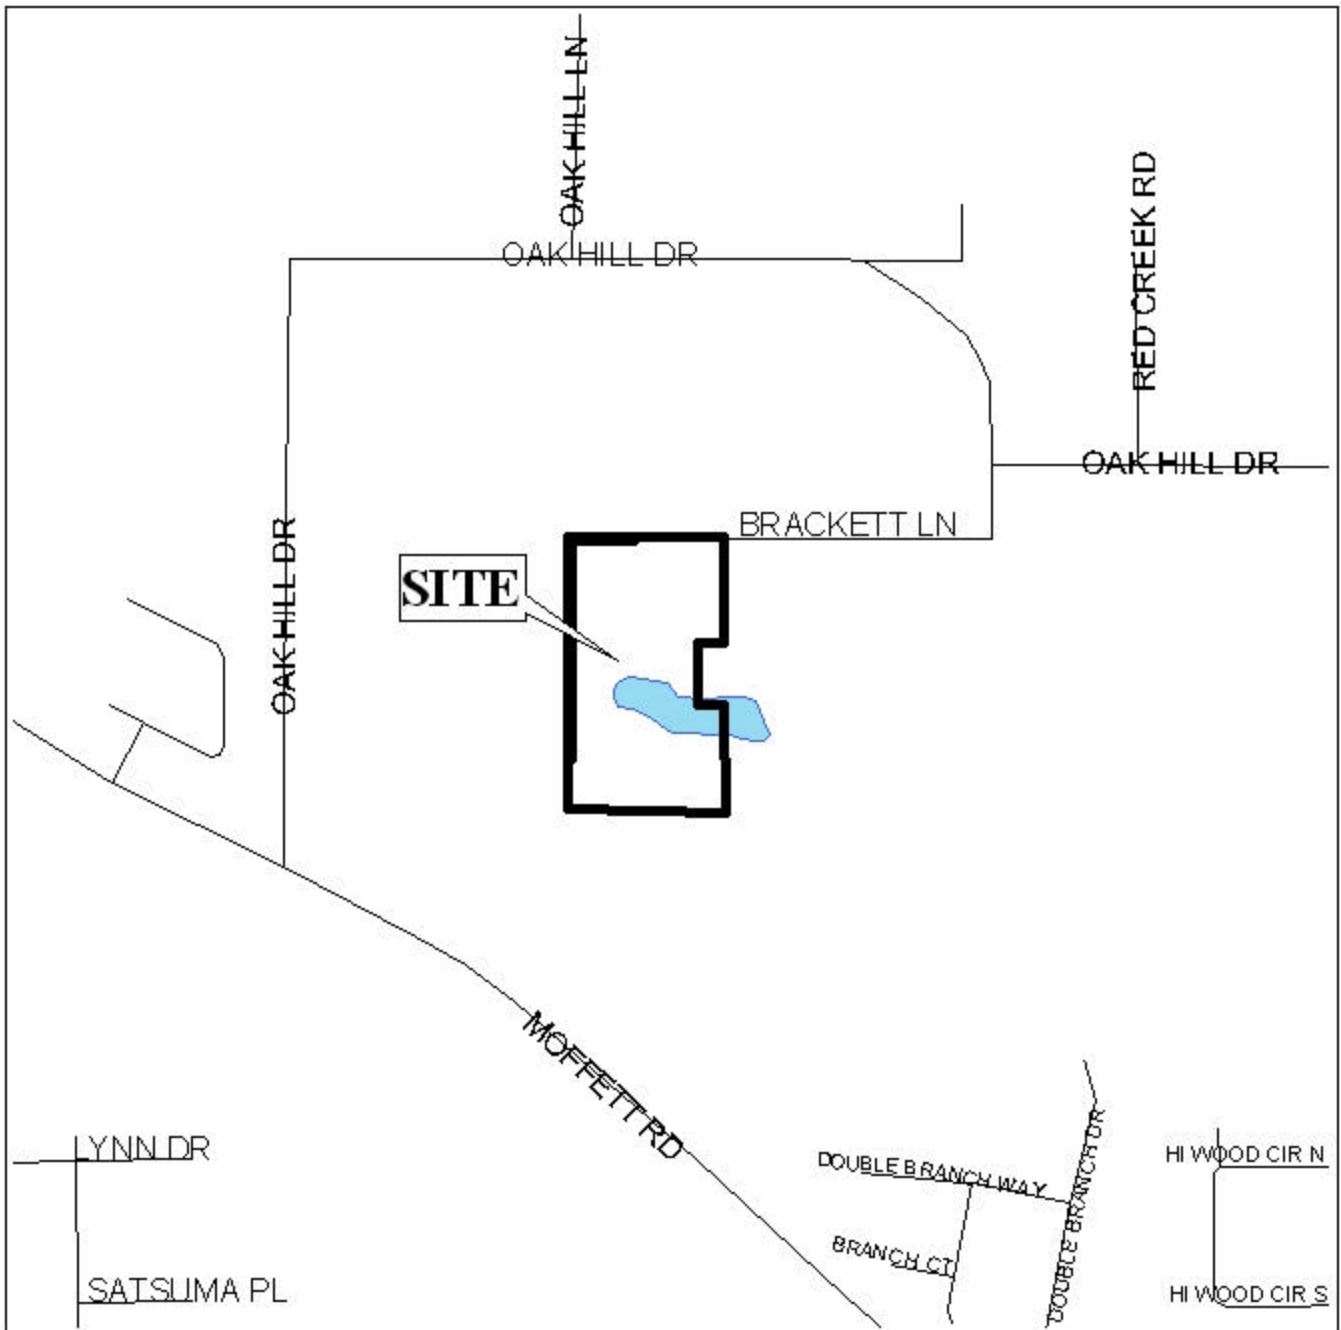 OAK HILL LN
OAK HILL DR
RED CREEK RD
OAK HILL DR
BRACKETT LN
SITE
OAK HILL DR
MOFFETT RD
LYNN DR
SATSUMA PL
DOUBLE BRANCH WAY
BRANCH CT
DOUBLE BRANCH DR
HI WOOD CIR N
HI WOOD CIR S